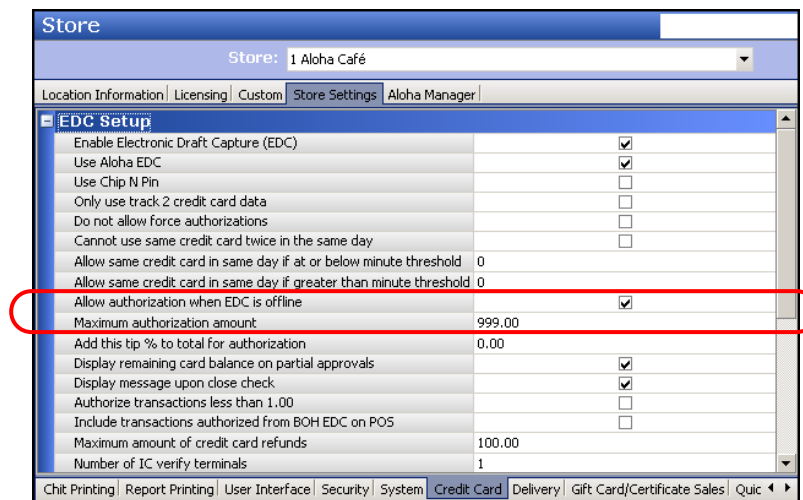 Store
Store: 1 Aloha Café
Location Information Licensing Custom Store Settings Aloha Manager
EDC Setup
Enable Electronic Draft Capture (EDC)
Use Aloha EDC
Use Chip N Pin
Only use track 2 credit card data
Do not allow force authorizations
Cannot use same credit card twice in the same day
Allow same credit card in same day if at or below minute threshold 0
Allow same credit card in same day if greater than minute threshold 0
Allow authorization when EDC is offline
Maximum authorization amount 999.00
Add this tip % to total for authorization 0.00
Display remaining card balance on partial approvals
Display message upon close check
Authorize transactions less than 1.00
Include transactions authorized from BOH EDC on POS
Maximum amount of credit card refunds 100.00
Number of IC verify terminals 1
Chit Printing Report Printing User Interface Security System Credit Card Delivery Gift Card/Certificate Sales Quic